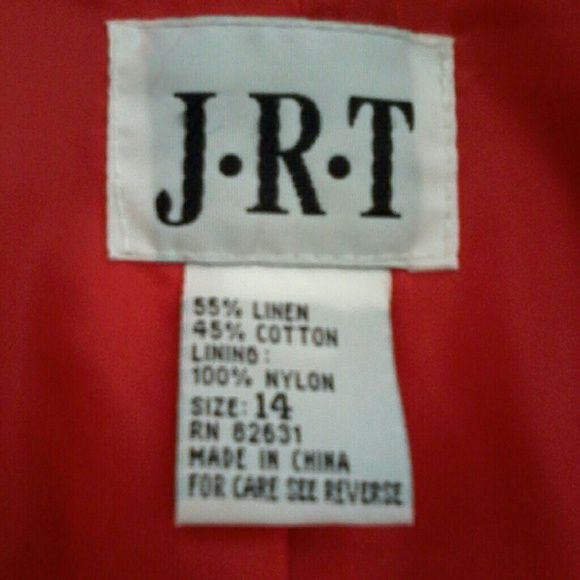 J·R·T
55% LINEN
45% COTTON
LINING:
100% NYLON
SIZE: 14
RN 82631
MADE IN CHINA
FOR CARE SEE REVERSE